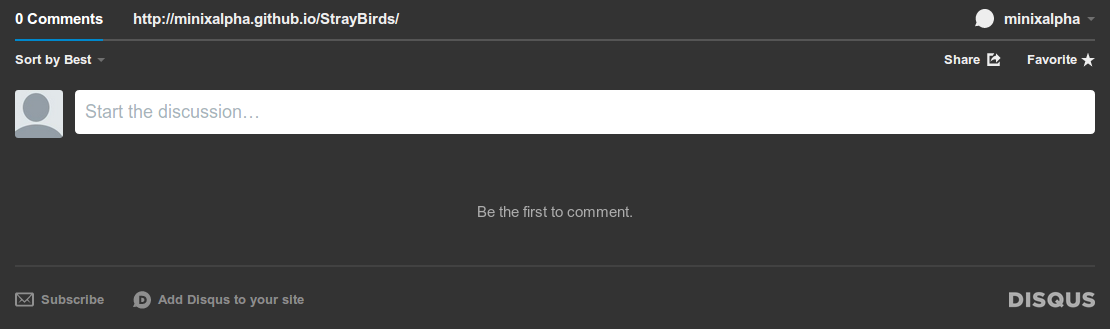 0 Comments http://minixalpha.github.io/StrayBirds/ minixalpha
Sort by Best Share Favorite
Start the discussion…
Be the first to comment.
Subscribe D Add Disqus to your site DISQUS